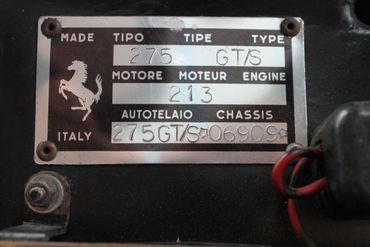 MADE TIPO TIPE TYPE
275 GT/S
MOTORE MOTEUR ENGINE
213
AUTOTELAIO CHASSIS
ITALY 275GT/S☆06909☆